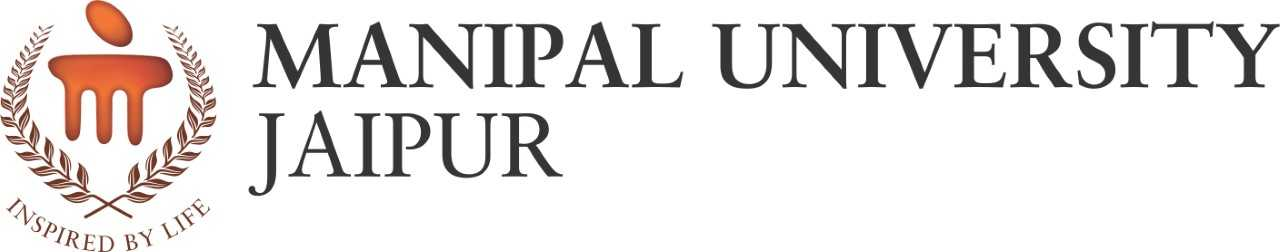 MANIPAL UNIVERSITY
JAIPUR
INSPIRED BY LIFE